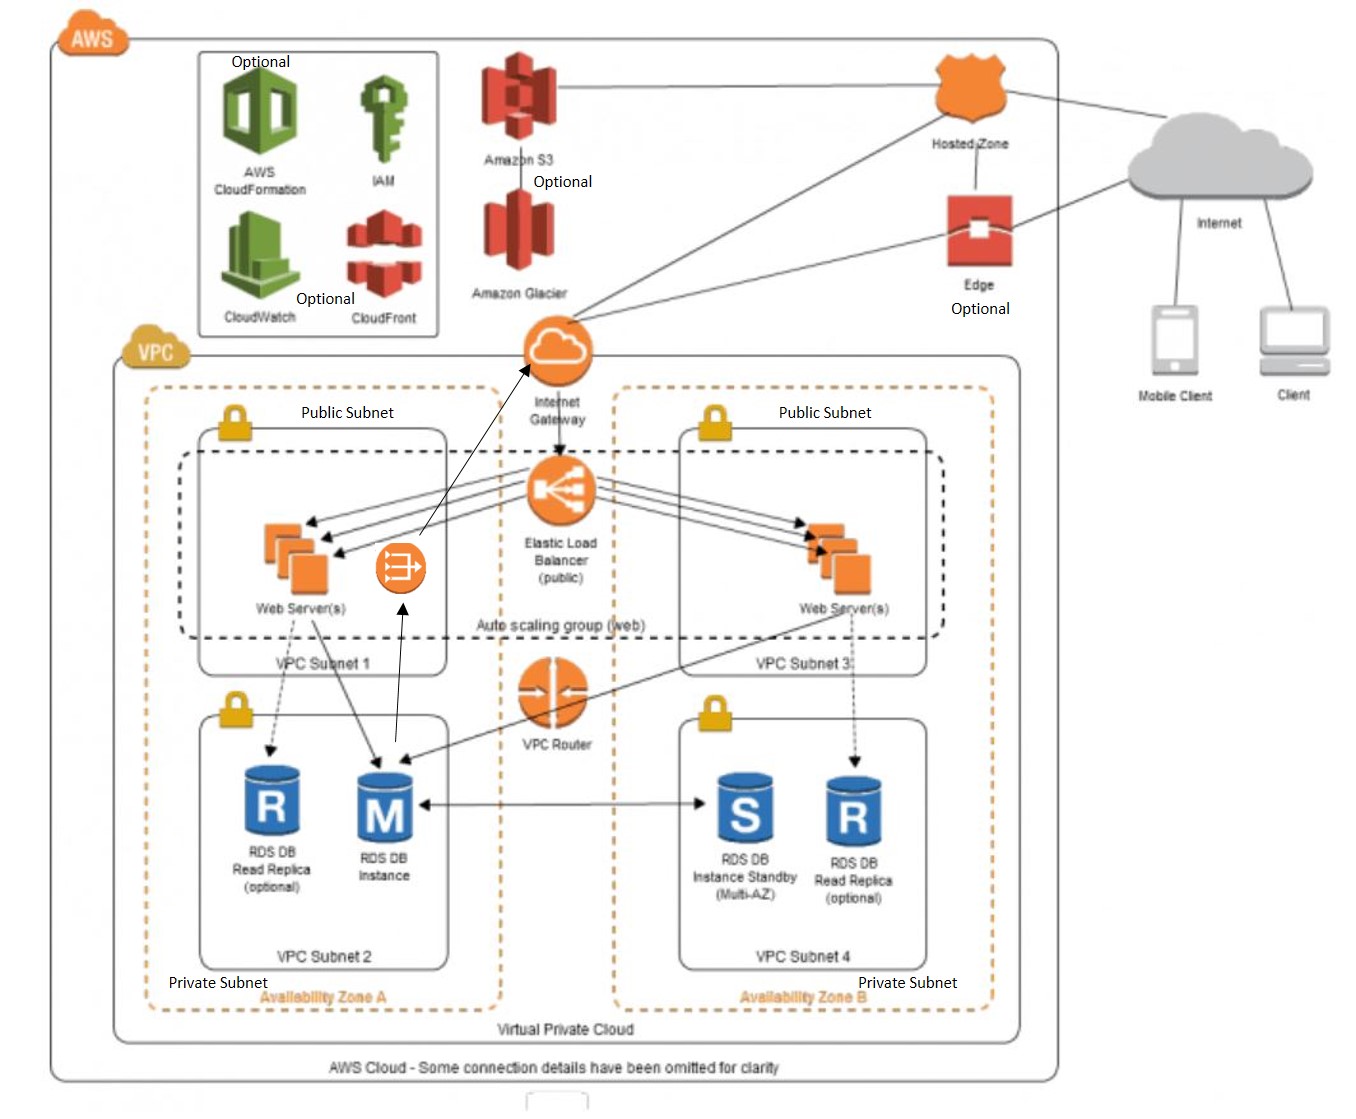 AWS
Optional
AWS
CloudFormation
IAM
CloudWatch
Optional
CloudFront
Amazon S3
Optional
Amazon Glacier
Hosted Zone
Edge
Optional
Internet
Mobile Client
Client
VPC
Internet
Gateway
Public Subnet
Public Subnet
Elastic Load
Balancer
(public)
Web Server(s)
Web Server(s)
Auto scaling group (web)
VPC Subnet 1
VPC Subnet 3
VPC Router
R
RDS DB
Read Replica
(optional)
M
RDS DB
Instance
S
RDS DB
Instance Standby
(Multi-AZ)
R
RDS DB
Read Replica
(optional)
VPC Subnet 2
VPC Subnet 4
Private Subnet
Private Subnet
Availability Zone A
Availability Zone B
Virtual Private Cloud
AWS Cloud - Some connection details have been omitted for clarity